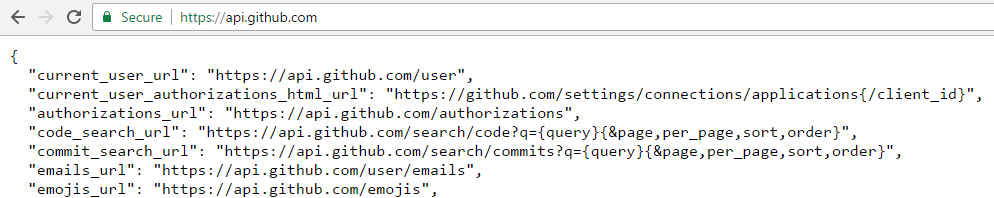 Secure https://api.github.com
{
"current_user_url": "https://api.github.com/user",
"current_user_authorizations_html_url": "https://github.com/settings/connections/applications{/client_id}",
"authorizations_url": "https://api.github.com/authorizations",
"code_search_url": "https://api.github.com/search/code?q={query}{&page,per_page,sort,order}",
"commit_search_url": "https://api.github.com/search/commits?q={query}{&page,per_page,sort,order}",
"emails_url": "https://api.github.com/user/emails",
"emojis_url": "https://api.github.com/emojis",